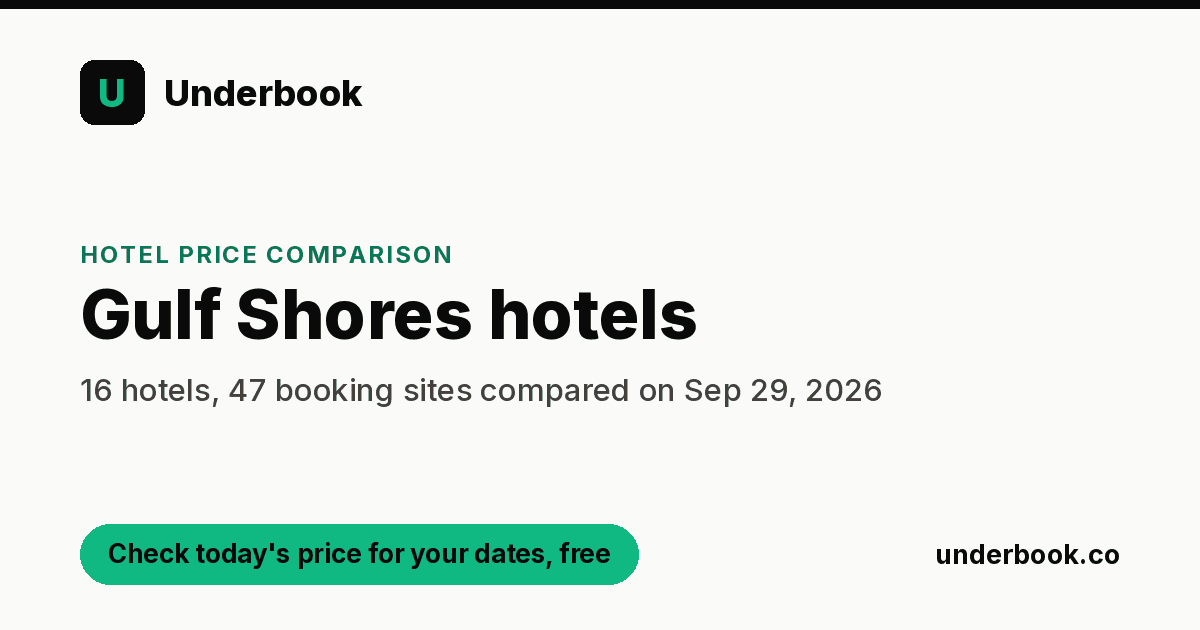 U Underbook
HOTEL PRICE COMPARISON
Gulf Shores hotels
16 hotels, 47 booking sites compared on Sep 29, 2026
Check today's price for your dates, free
underbook.co